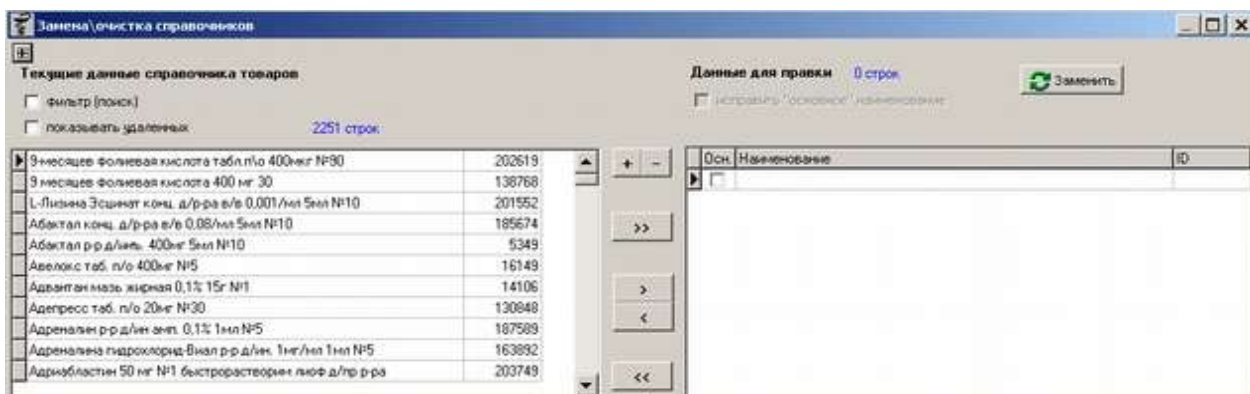 Замена\очистка справочников
Текущие данные справочника товаров
фильтр (поиск)
показывать удаленных
2251 строк
9-месяцев фолиевая кислота табл.п\о 400мкг №90 202619
9 месяцев фолиевая кислота 400 мг 30 138768
L-Лизина Эсцинат конц. д/р-ра в/в 0,001/мл 5мл №10 201552
Абактал конц. д/р-ра в/в 0,08/мл 5мл №10 185674
Абактал р-р д/инъ. 400мг 5мл №10 5349
Авелокс таб. п/о 400мг №5 16149
Адвантан мазь жирная 0,1% 15г №1 14106
Адепресс таб. п/о 20мг №30 130848
Адреналин р-р д/ин амп. 0,1% 1мл №5 187589
Адреналина гидрохлорид-Виал р-р д/ин. 1мг/мл 1мл №5 163892
Адриабластин 50 мг №1 быстрорастворим лиоф д/пр р-ра 203749
+ -
>>
>
<
<<
Данные для правки 0 строк
исправить "основное" наименование
Заменить
Осн. Наименование ID